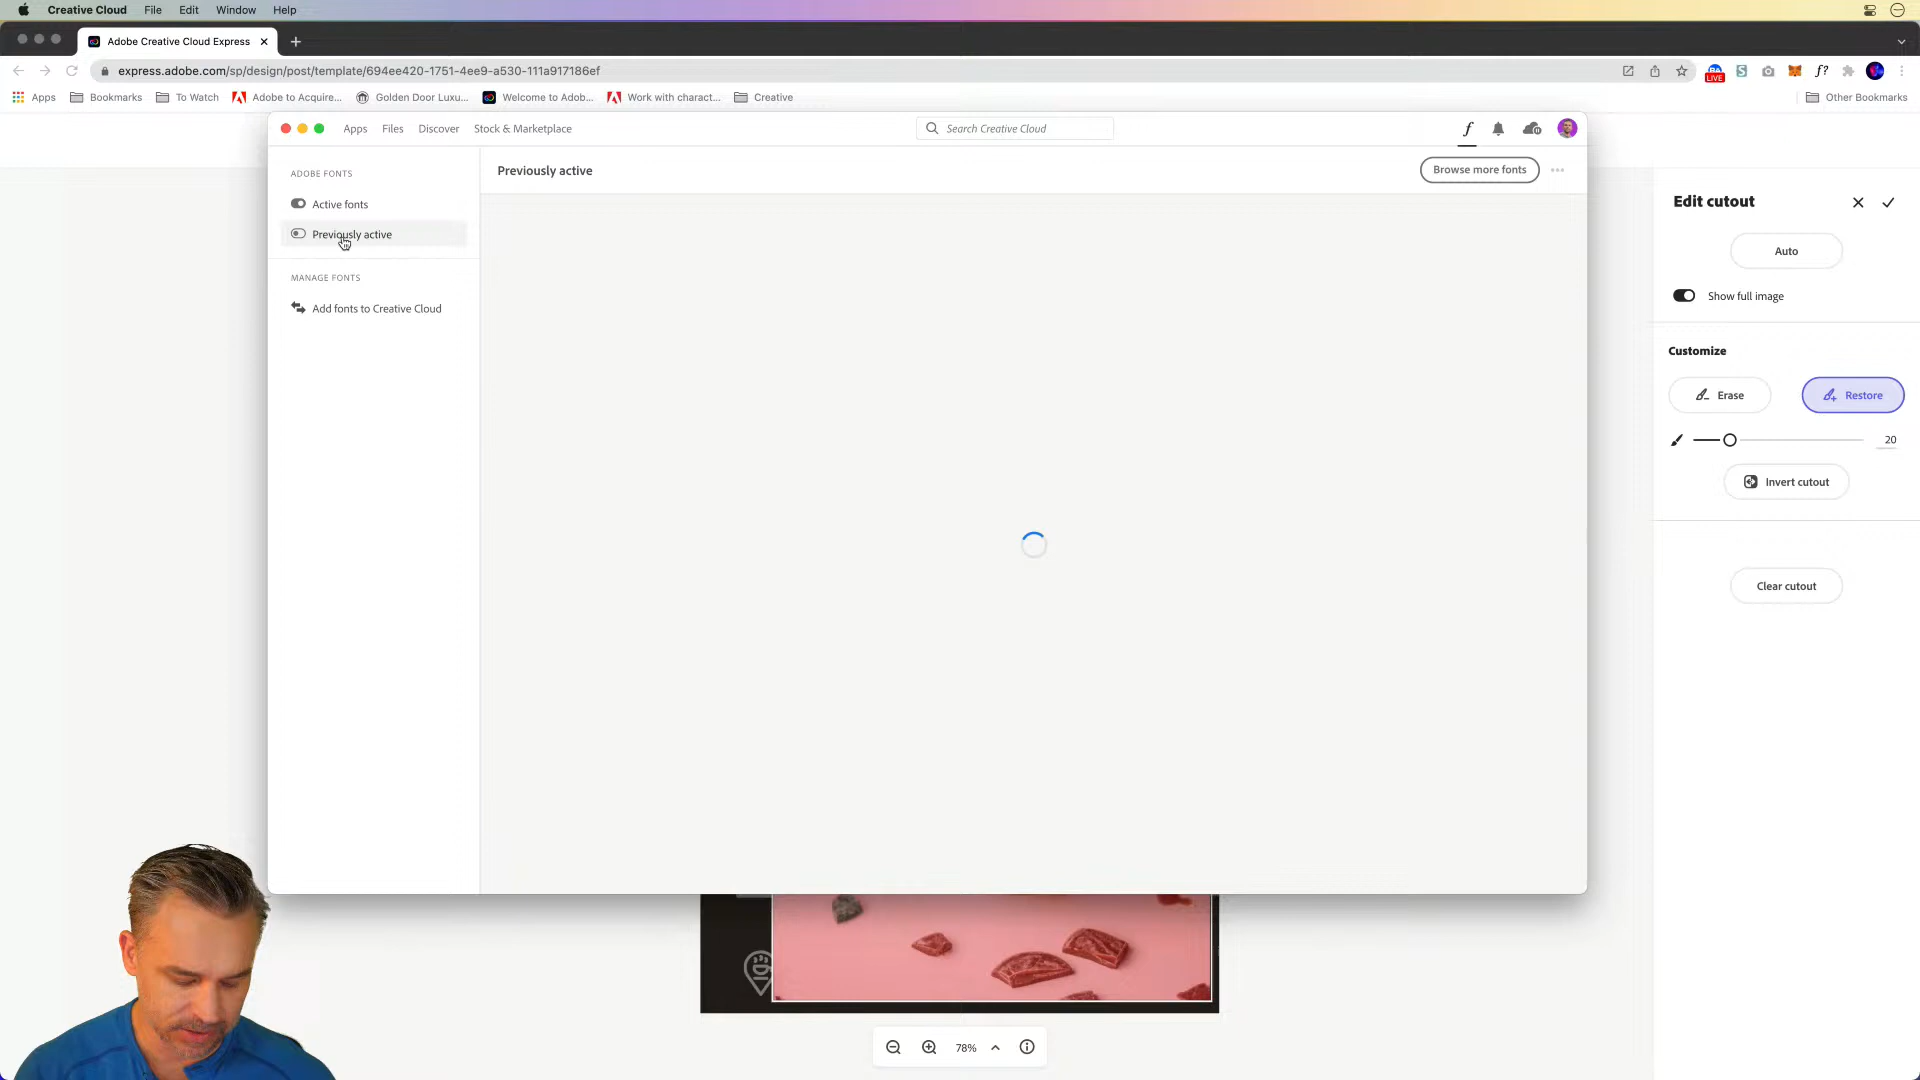 Creative Cloud File Edit Window Help
Adobe Creative Cloud Express
express.adobe.com/sp/design/post/template/694ee420-1751-4ee9-a530-111a917186ef
LIVE
f?
Apps Bookmarks To Watch Adobe to Acquire... Golden Door Luxu... Welcome to Adob... Work with charact... Creative Other Bookmarks
Apps Files Discover Stock & Marketplace Search Creative Cloud
ADOBE FONTS
Active fonts
Previously active
MANAGE FONTS
Add fonts to Creative Cloud
Previously active
Browse more fonts
Edit cutout
Auto
Show full image
Customize
Erase Restore
20
Invert cutout
Clear cutout
78%